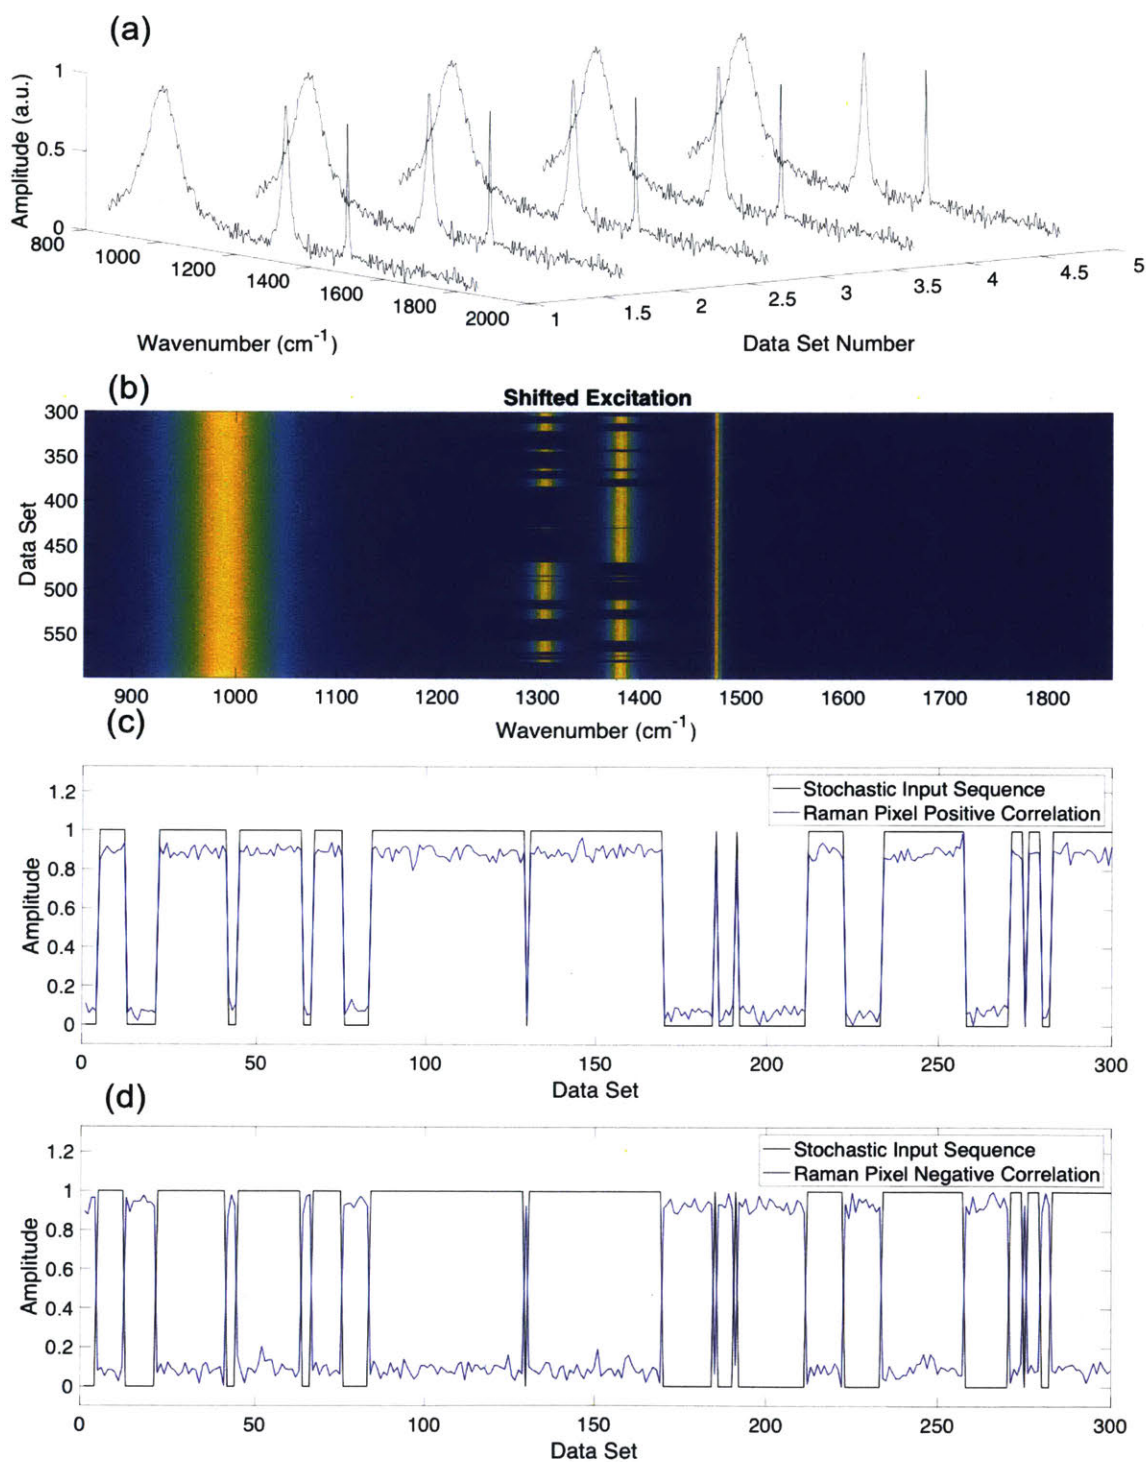 (a)
Amplitude (a.u.)
1
0.5
0
800
1000
1200
1400
1600
1800
2000
Wavenumber (cm⁻¹)
1
1.5
2
2.5
3
3.5
4
4.5
5
Data Set Number
(b)
Shifted Excitation
Data Set
300
350
400
450
500
550
900 1000 1100 1200 1300 1400 1500 1600 1700 1800
Wavenumber (cm⁻¹)
(c)
Stochastic Input Sequence
Raman Pixel Positive Correlation
Amplitude
1.2
1
0.8
0.6
0.4
0.2
0
0 50 100 150 200 250 300
Data Set
(d)
Stochastic Input Sequence
Raman Pixel Negative Correlation
Amplitude
1.2
1
0.8
0.6
0.4
0.2
0
0 50 100 150 200 250 300
Data Set